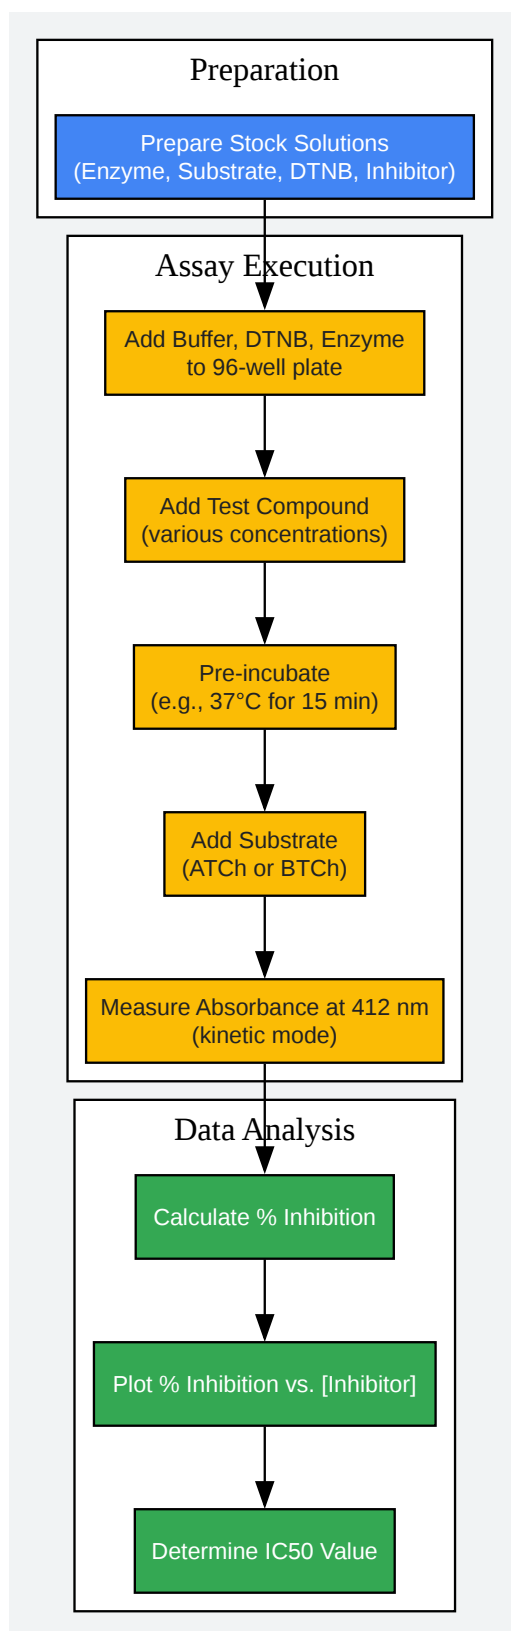 Preparation
Prepare Stock Solutions
(Enzyme, Substrate, DTNB, Inhibitor)
Assay Execution
Add Buffer, DTNB, Enzyme
to 96-well plate
Add Test Compound
(various concentrations)
Pre-incubate
(e.g., 37°C for 15 min)
Add Substrate
(ATCh or BTCh)
Measure Absorbance at 412 nm
(kinetic mode)
Data Analysis
Calculate % Inhibition
Plot % Inhibition vs. [Inhibitor]
Determine IC50 Value